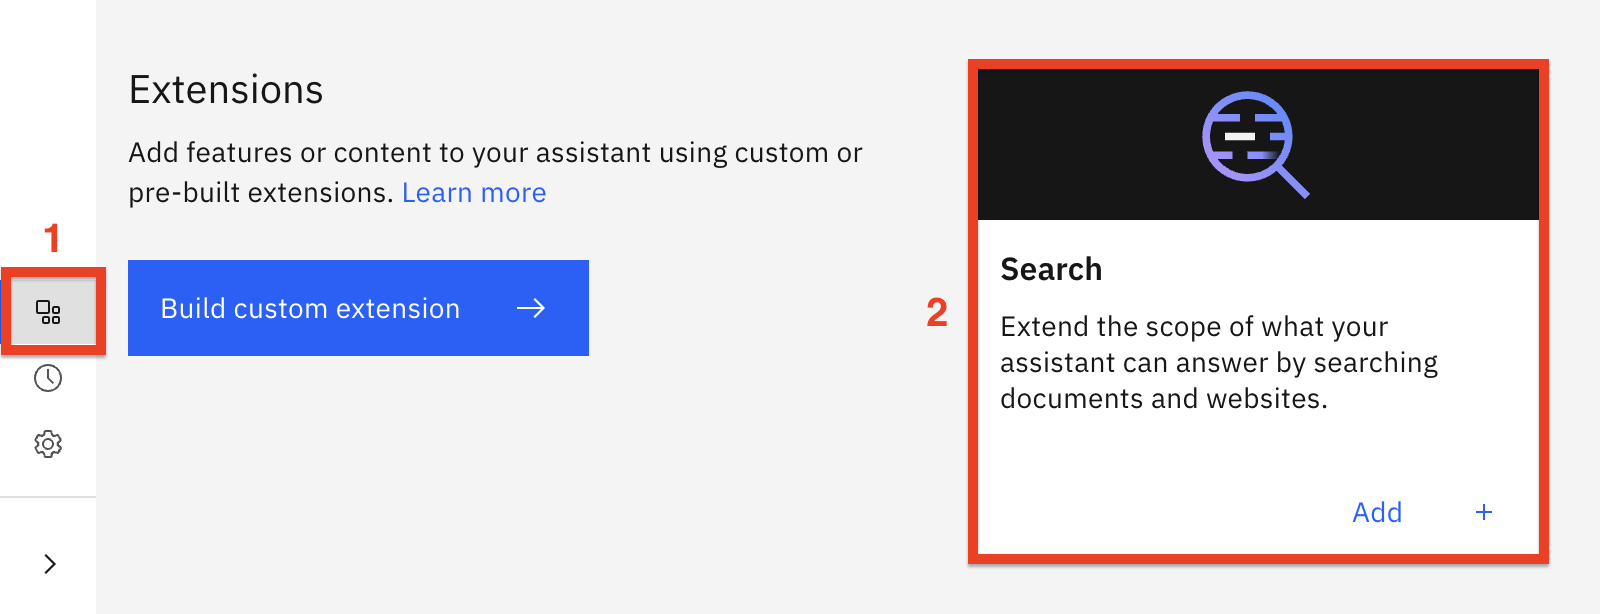 Extensions
Add features or content to your assistant using custom or
pre-built extensions. Learn more
1
Build custom extension
2
Search
Extend the scope of what your
assistant can answer by searching
documents and websites.
Add +